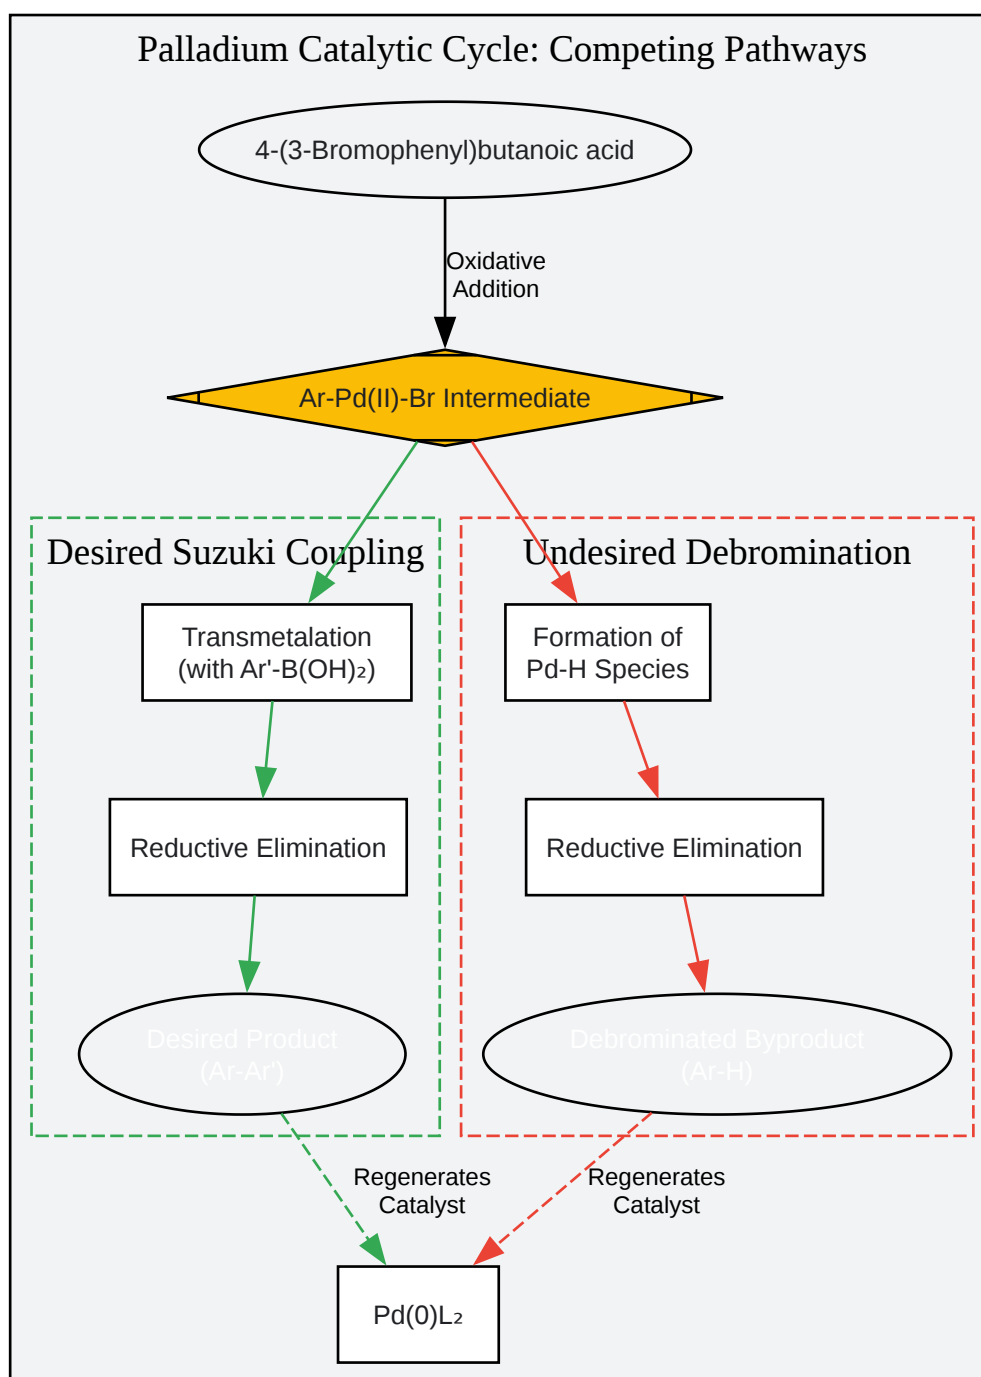 Palladium Catalytic Cycle: Competing Pathways
4-(3-Bromophenyl)butanoic acid
Oxidative
Addition
Ar-Pd(II)-Br Intermediate
Desired Suzuki Coupling
Transmetalation
(with Ar'-B(OH)₂)
Reductive Elimination
Desired Product
(Ar-Ar')
Undesired Debromination
Formation of
Pd-H Species
Reductive Elimination
Debrominated Byproduct
(Ar-H)
Regenerates
Catalyst
Regenerates
Catalyst
Pd(0)L₂